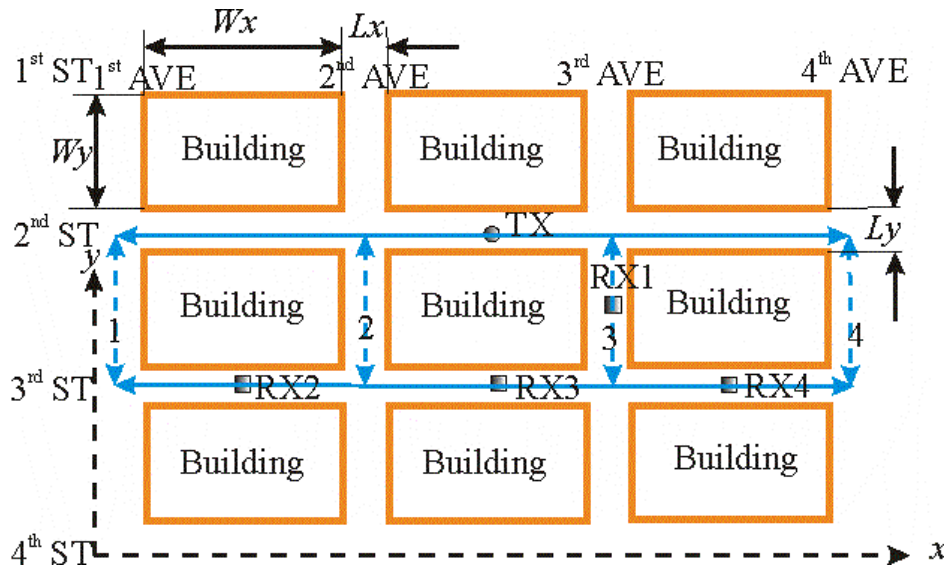 Wx Lx
1st ST 1st AVE 2nd AVE 3rd AVE 4th AVE
Wy Building Building Building
2nd ST TX Ly
y
RX1
Building Building Building
1 2 3 4
3rd ST RX2 RX3 RX4
Building Building Building
4th ST x